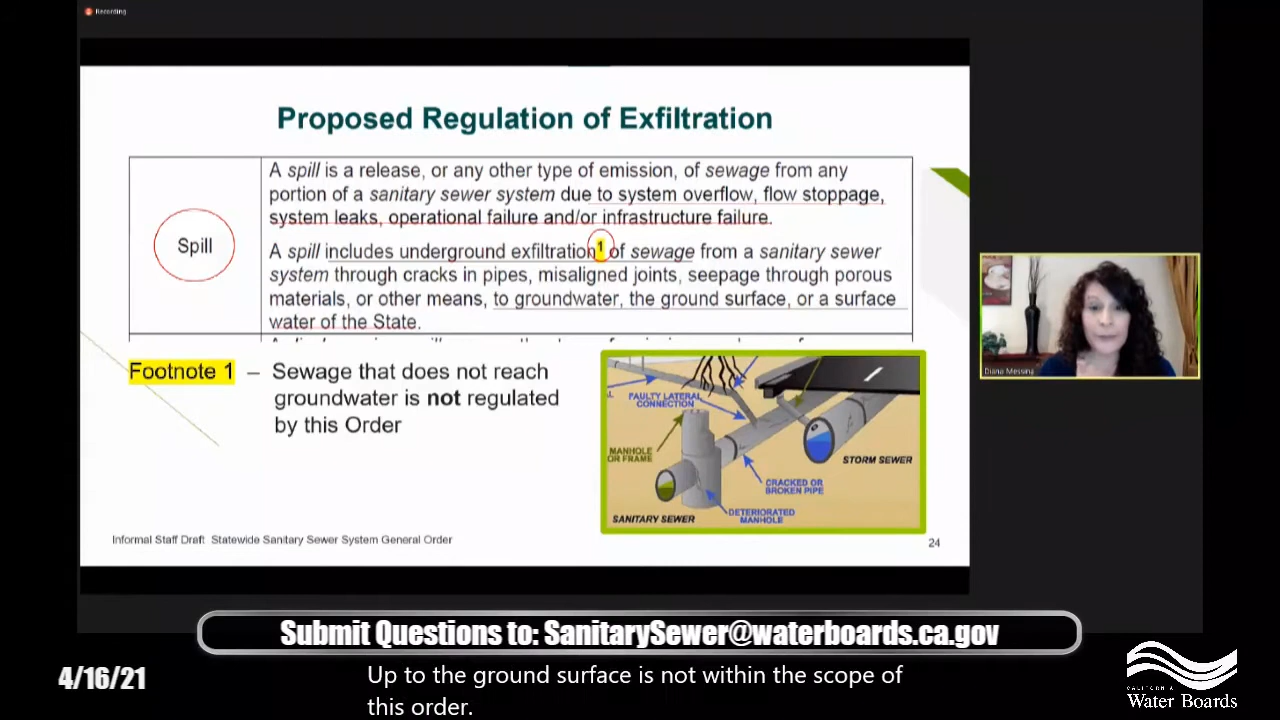 Recording
Proposed Regulation of Exfiltration
Spill
A spill is a release, or any other type of emission, of sewage from any
portion of a sanitary sewer system due to system overflow, flow stoppage,
system leaks, operational failure and/or infrastructure failure.
A spill includes underground exfiltration1 of sewage from a sanitary sewer
system through cracks in pipes, misaligned joints, seepage through porous
materials, or other means, to groundwater, the ground surface, or a surface
water of the State.
Footnote 1 – Sewage that does not reach
groundwater is not regulated
by this Order
FAULTY LATERAL
CONNECTION
MANHOLE
OR FRAME
STORM SEWER
CRACKED OR
BROKEN PIPE
DETERIORATED
MANHOLE
SANITARY SEWER
Informal Staff Draft Statewide Sanitary Sewer System General Order
24
Diana Messina
Submit Questions to: SanitarySewer@waterboards.ca.gov
4/16/21
Up to the ground surface is not within the scope of
this order.
CALIFORNIA
Water Boards